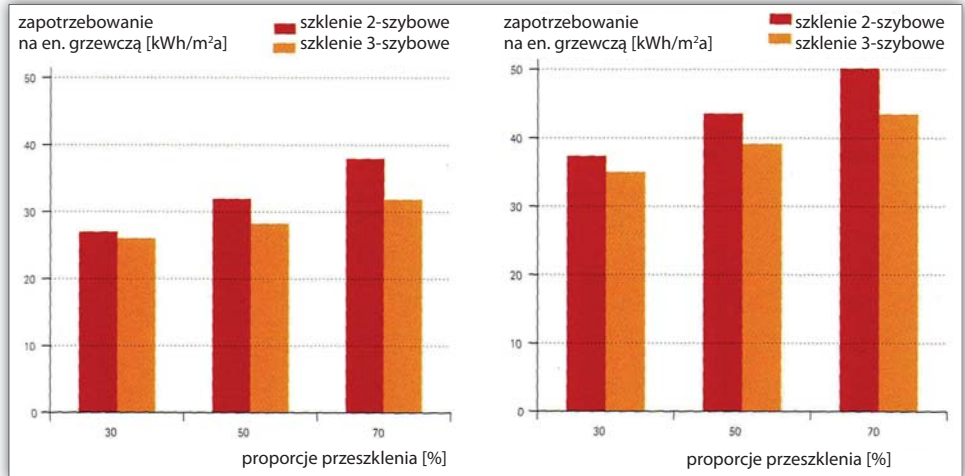 zapotrzebowanie
na en. grzewczą [kWh/m²a]
szklenie 2-szybowe
szklenie 3-szybowe
50
40
30
20
10
0
30 50 70
proporcje przeszklenia [%]
zapotrzebowanie
na en. grzewczą [kWh/m²a]
szklenie 2-szybowe
szklenie 3-szybowe
50
40
30
20
10
0
30 50 70
proporcje przeszklenia [%]